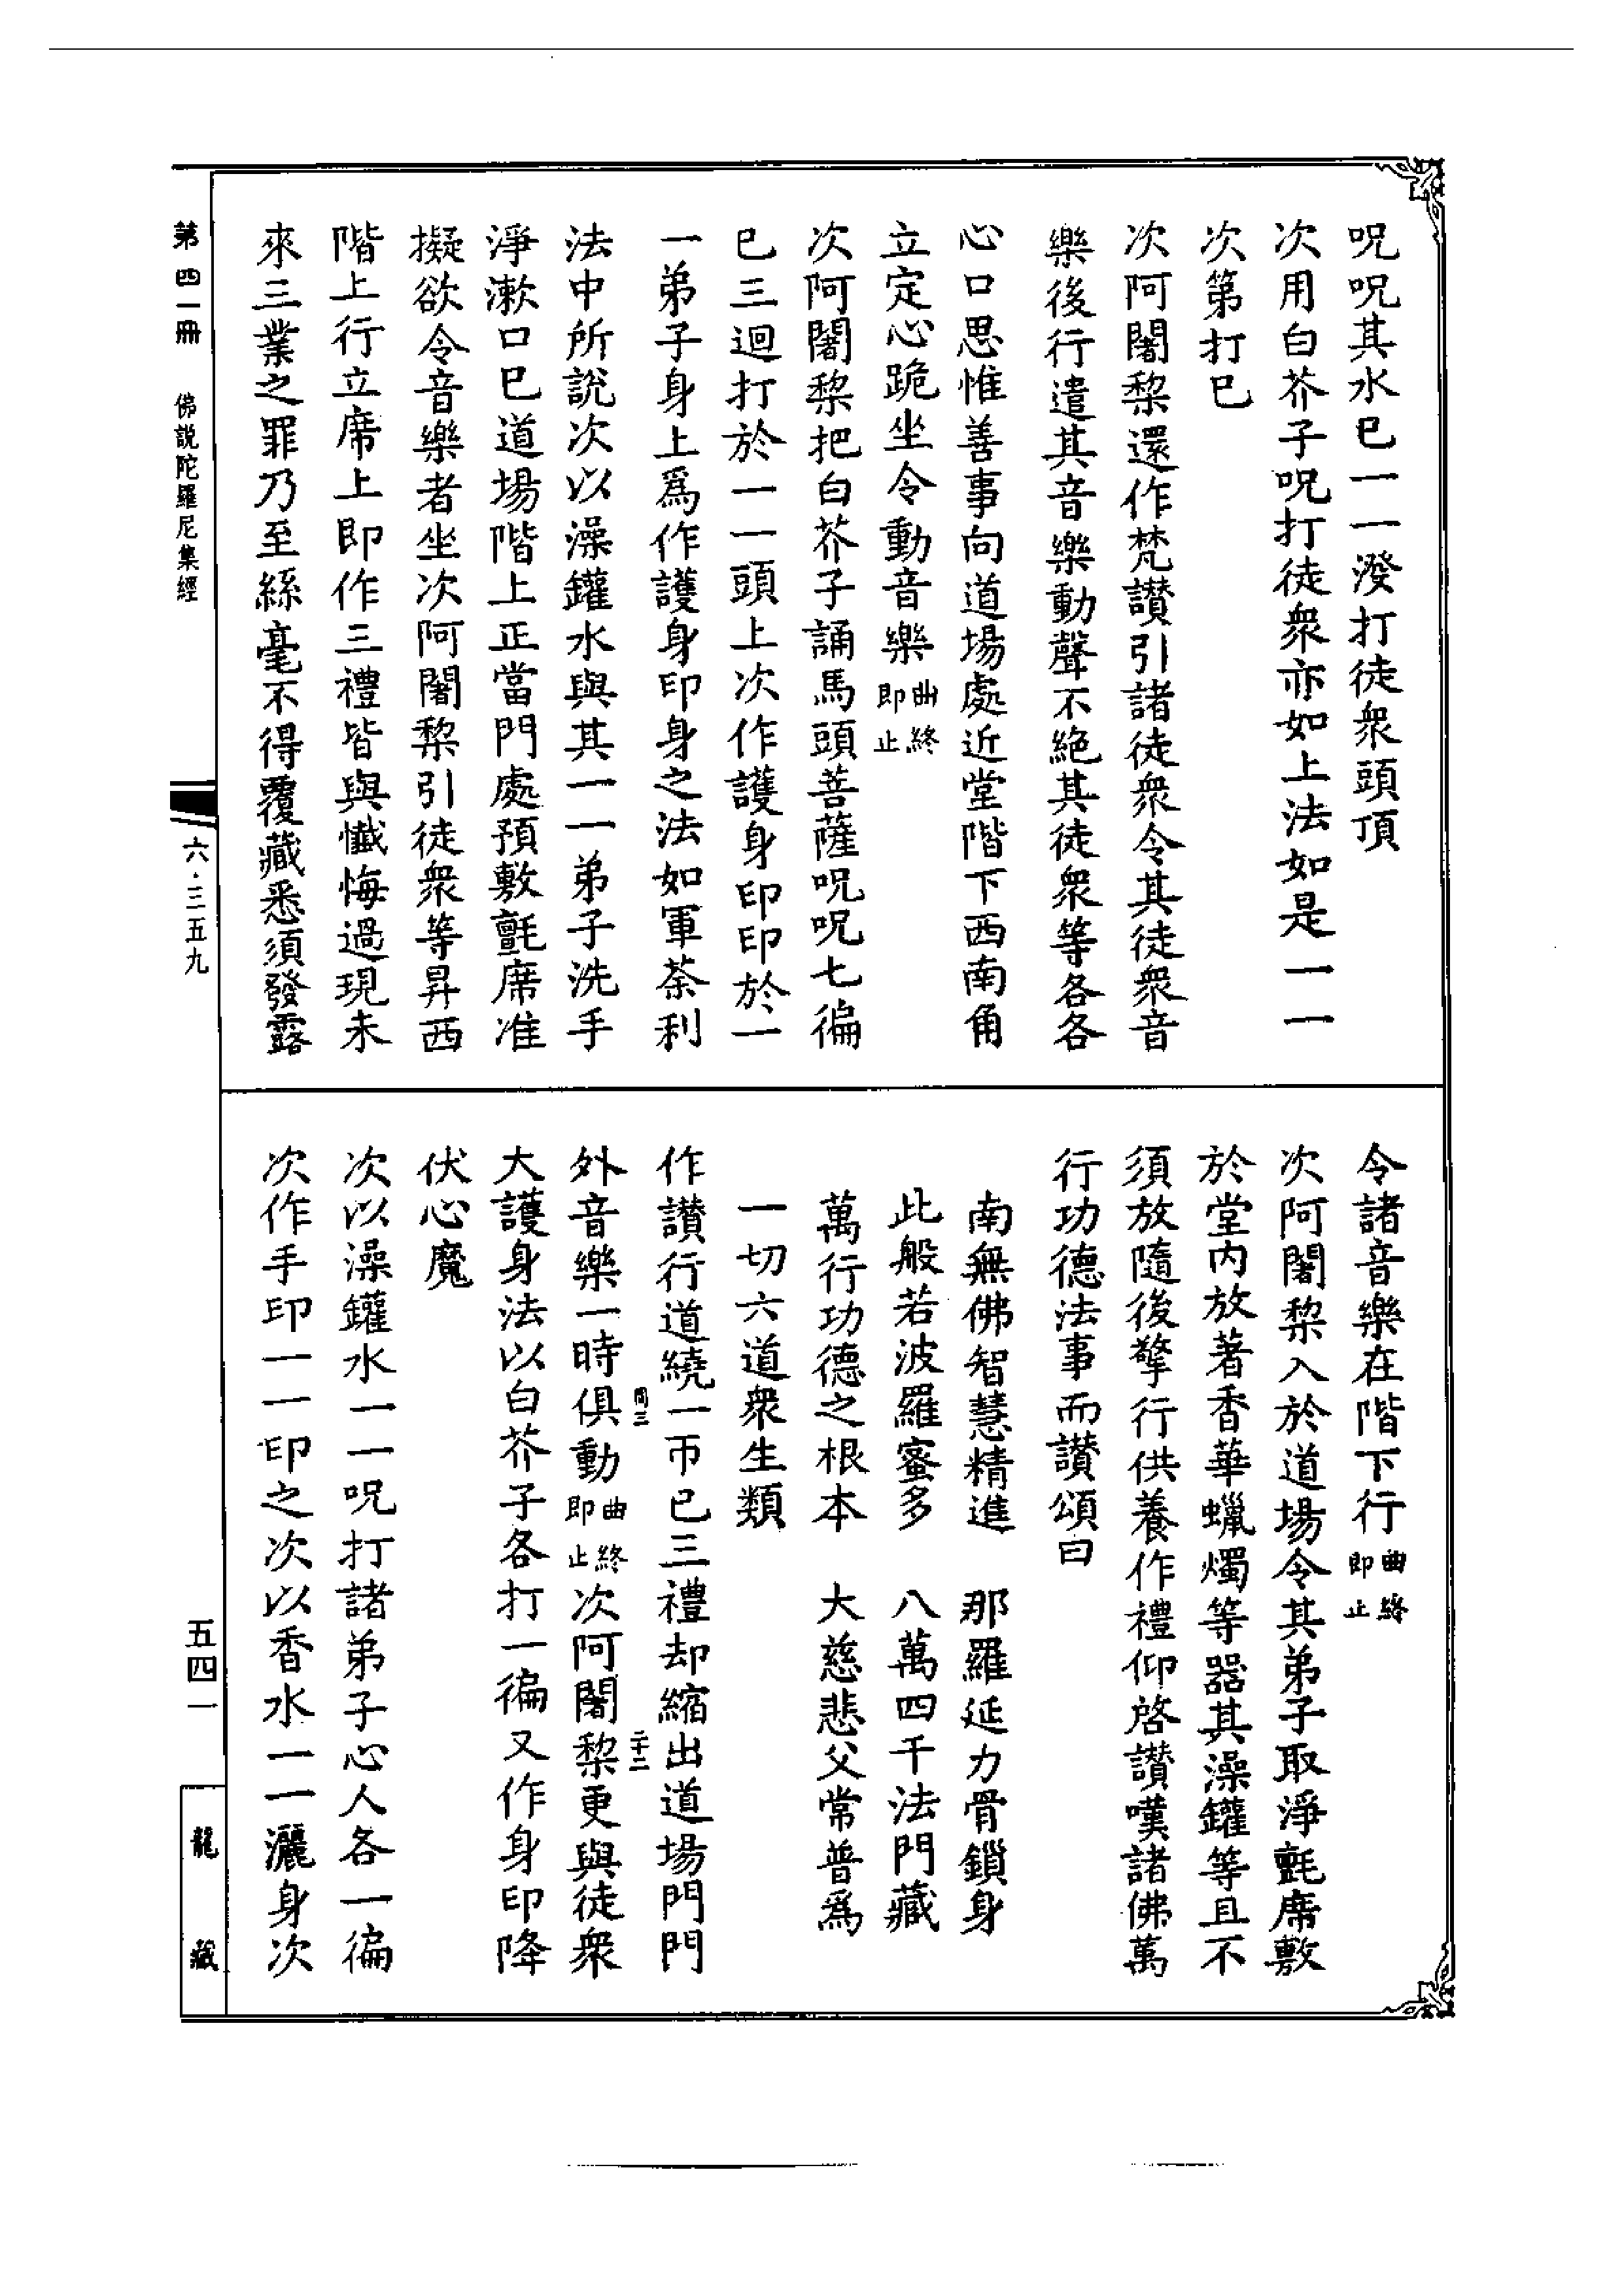 呪呪其水已一一潑打徒衆頭頂
次用白芥子呪打徒衆亦如上法如是一一
次第打已
次阿闍棃還作梵讃引諸徒衆令其徒衆音
樂後行遣其音樂動聲不絶其徒衆等各各
心口思惟善事向道場處近堂階下西南角
立定心跪坐令動音樂曲終即止
次阿闍棃把白芥子誦馬頭菩薩呪呪七徧
已三迴打於一一頭上次作護身印印於一
一弟子身上爲作護身印身之法如軍荼利
法中所說次以澡鑵水與其一一弟子洗手
淨漱口已道場階上正當門處預敷氈席准
擬欲令音樂者坐次阿闍棃引徒衆等昇西
階上行立席上即作三禮皆與懺悔過現未
來三業之罪乃至絲毫不得覆藏悉須發露
令諸音樂在階下行曲終即止
次阿闍棃入於道場令其弟子取淨氈席敷
於堂内放著香華蠟燭等器其澡鑵等且不
須放隨後擎行供養作禮仰啓讃嘆諸佛萬
行功德法事而讃頌曰
南無佛智慧精進　那羅延力骨鎖身
此般若波羅蜜多　八萬四千法門藏
萬行功德之根本　大慈悲父常普爲
一切六道衆生類
作讃行道繞一帀已三禮却縮出道場門門
外音樂一時俱動曲終即止次阿闍棃更與徒衆
大護身法以白芥子各打一徧又作身印降
伏心魔
次以澡鑵水一一呪打諸弟子心人各一徧
次作手印一一印之次以香水一一灑身次
第四一冊　佛說陀羅尼集經
六·三五九
五四一
龍藏